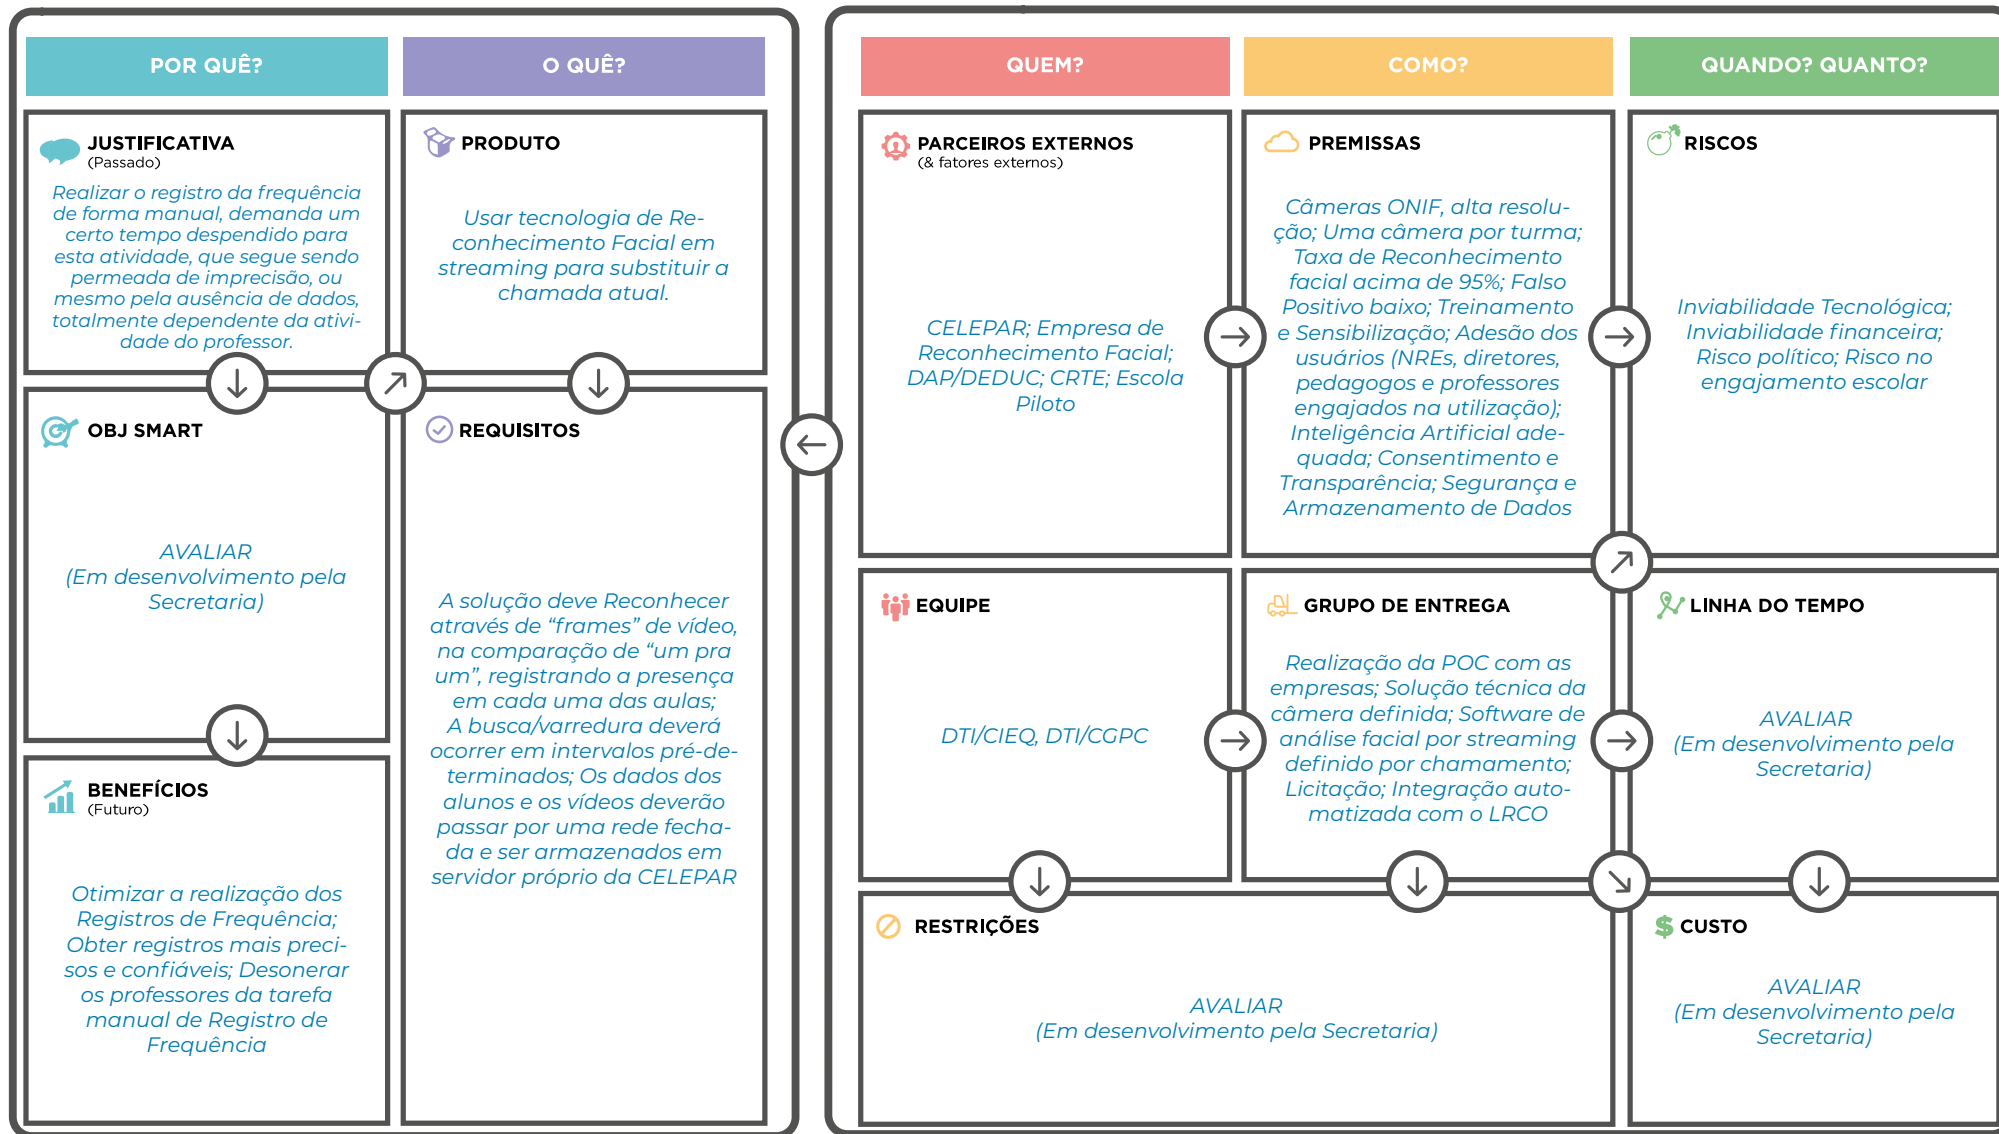 POR QUÊ?
O QUÊ?
QUEM?
COMO?
QUANDO? QUANTO?
JUSTIFICATIVA
(Passado)
Realizar o registro da frequência
de forma manual, demanda um
certo tempo despendido para
esta atividade, que segue sendo
permeada de imprecisão, ou
mesmo pela ausência de dados,
totalmente dependente da ativi-
dade do professor.
OBJ SMART
AVALIAR
(Em desenvolvimento pela
Secretaria)
BENEFÍCIOS
(Futuro)
Otimizar a realização dos
Registros de Frequência;
Obter registros mais preci-
sos e confiáveis; Desonerar
os professores da tarefa
manual de Registro de
Frequência
PRODUTO
Usar tecnologia de Re-
conhecimento Facial em
streaming para substituir a
chamada atual.
REQUISITOS
A solução deve Reconhecer
através de “frames” de vídeo,
na comparação de “um pra
um”, registrando a presença
em cada uma das aulas;
A busca/varredura deverá
ocorrer em intervalos pré-de-
terminados; Os dados dos
alunos e os vídeos deverão
passar por uma rede fecha-
da e ser armazenados em
servidor próprio da CELEPAR
PARCEIROS EXTERNOS
(& fatores externos)
CELEPAR; Empresa de
Reconhecimento Facial;
DAP/DEDUC; CRTE; Escola
Piloto
EQUIPE
DTI/CIEQ, DTI/CGPC
PREMISSAS
Câmeras ONIF, alta resolu-
ção; Uma câmera por turma;
Taxa de Reconhecimento
facial acima de 95%; Falso
Positivo baixo; Treinamento
e Sensibilização; Adesão dos
usuários (NREs, diretores,
pedagogos e professores
engajados na utilização);
Inteligência Artificial ade-
quada; Consentimento e
Transparência; Segurança e
Armazenamento de Dados
GRUPO DE ENTREGA
Realização da POC com as
empresas; Solução técnica da
câmera definida; Software de
análise facial por streaming
definido por chamamento;
Licitação; Integração auto-
matizada com o LRCO
RISCOS
Inviabilidade Tecnológica;
Inviabilidade financeira;
Risco político; Risco no
engajamento escolar
LINHA DO TEMPO
AVALIAR
(Em desenvolvimento pela
Secretaria)
RESTRIÇÕES
AVALIAR
(Em desenvolvimento pela Secretaria)
CUSTO
AVALIAR
(Em desenvolvimento pela
Secretaria)